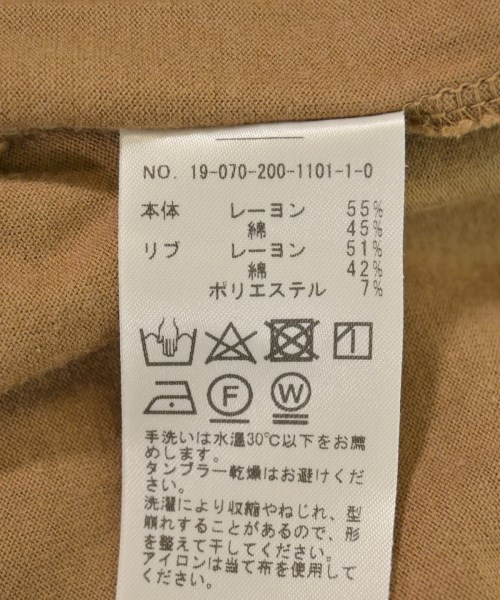 NO. 19-070-200-1101-1-0
本体 レーヨン 55%
綿 45%
リブ レーヨン 51%
綿 42%
ポリエステル 7%
F W
手洗いは水温30℃以下をお薦
めします。
タンブラー乾燥はお避けくださ
い。
洗濯により収縮やねじれ、型
崩れすることがあるので、形
を整えて干してください。
アイロンは当て布を使用して
ください。